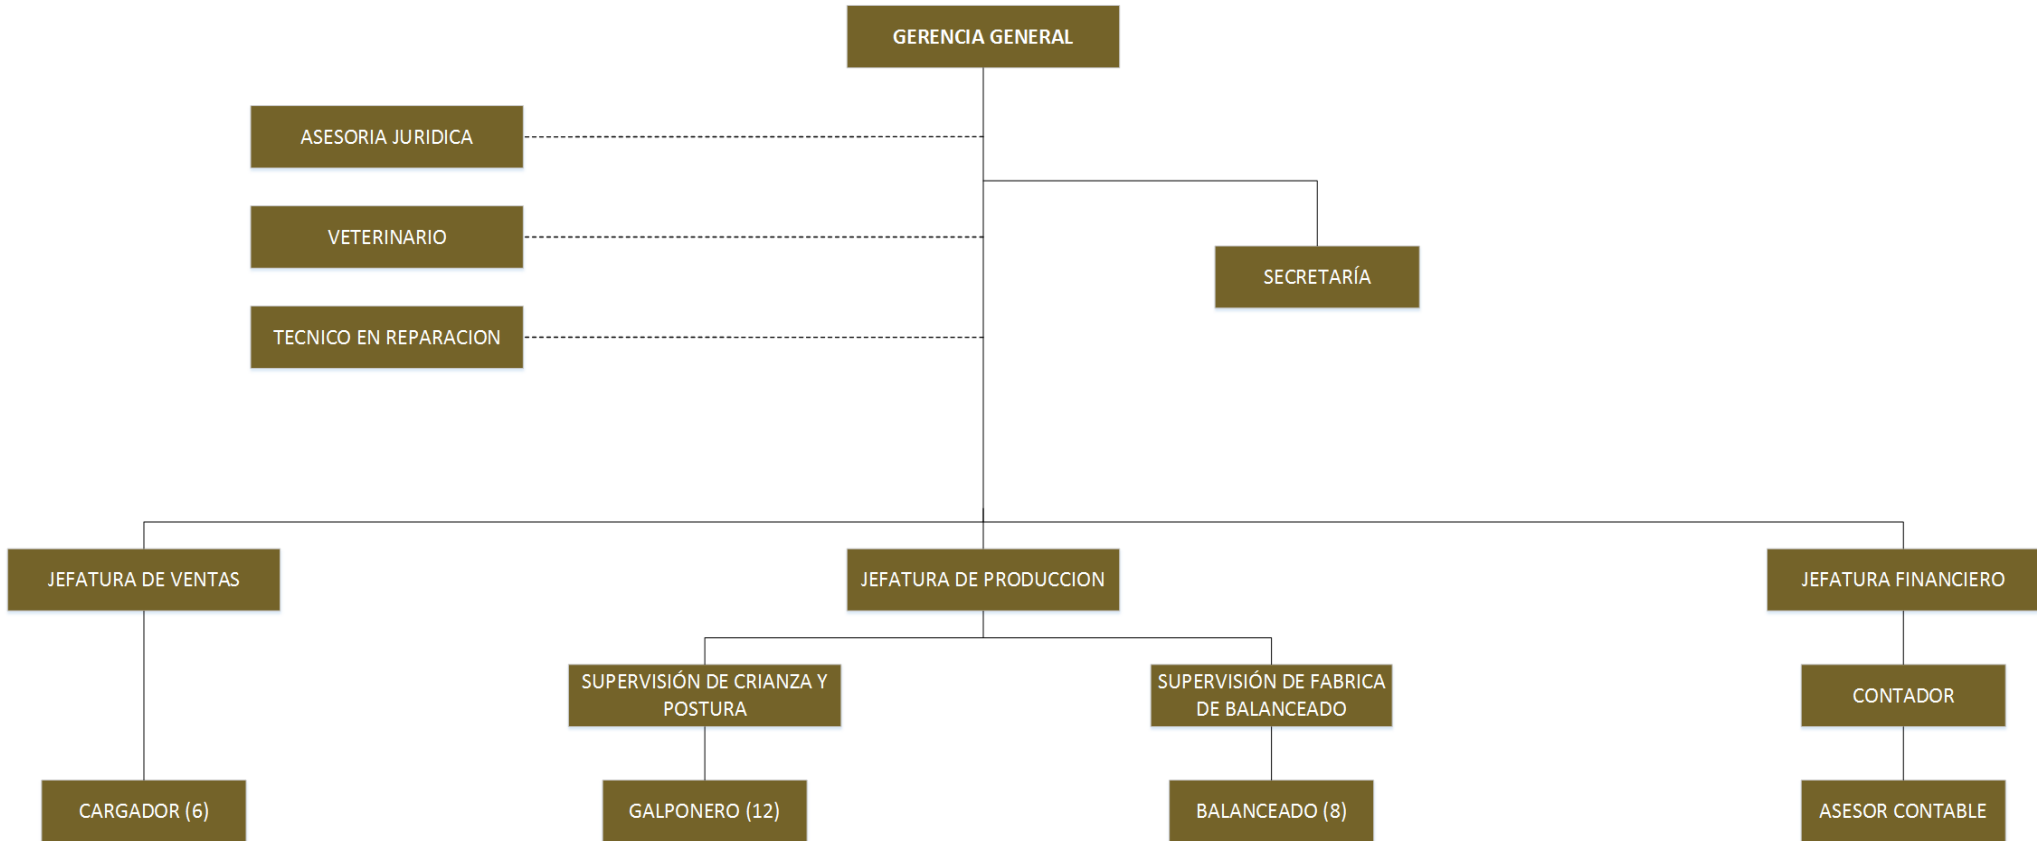 GERENCIA GENERAL
ASESORIA JURIDICA
VETERINARIO
SECRETARÍA
TECNICO EN REPARACION
JEFATURA DE VENTAS
JEFATURA DE PRODUCCION
JEFATURA FINANCIERO
SUPERVISIÓN DE CRIANZA Y
POSTURA
SUPERVISIÓN DE FABRICA
DE BALANCEADO
CONTADOR
CARGADOR (6)
GALPONERO (12)
BALANCEADO (8)
ASESOR CONTABLE